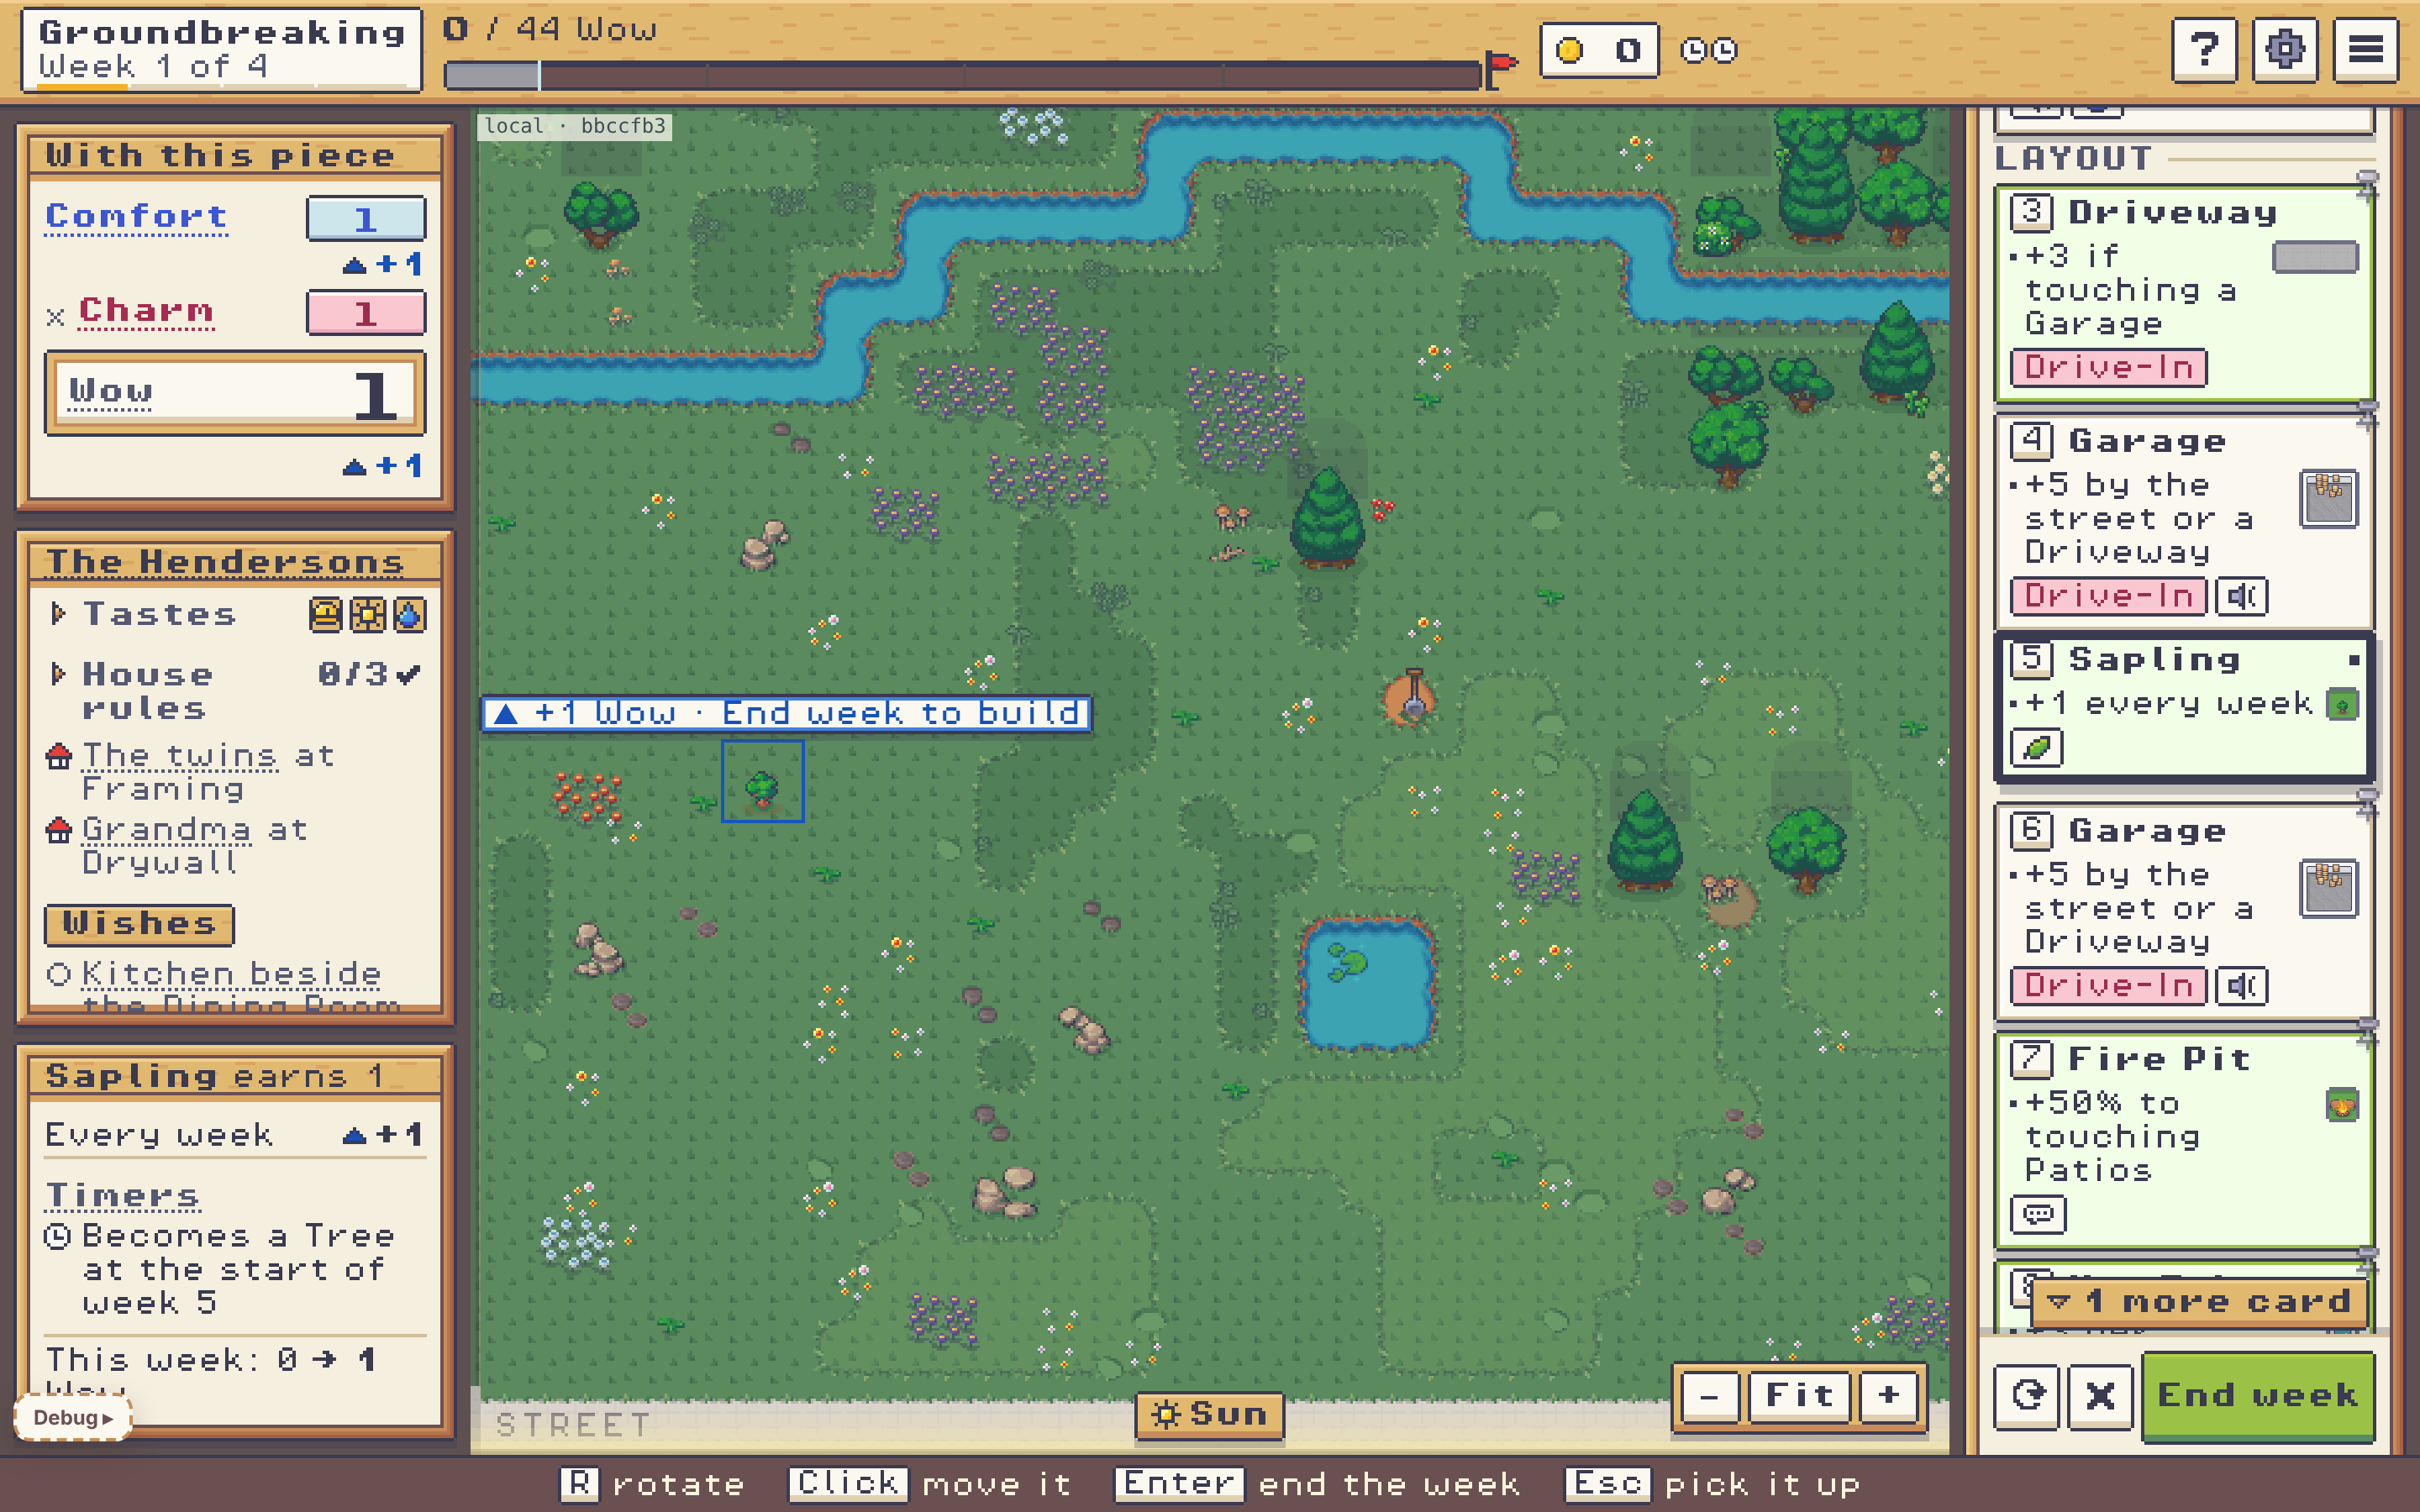 Groundbreaking
Week 1 of 4
0 / 44 Wow
0
?
local · bbccfb3
With this piece
Comfort 1
+1
x Charm 1
Wow 1
+1
The Hendersons
Tastes
House rules 0/3
The twins at
Framing
Grandma at
Drywall
Wishes
Kitchen beside
the Dining Room
Sapling earns 1
Every week +1
Timers
Becomes a Tree
at the start of
week 5
This week: 0 → 1
Wow
Debug ▸
▲ +1 Wow · End week to build
STREET
Sun
- Fit +
LAYOUT
3 Driveway
+3 if
touching a
Garage
Drive-In
4 Garage
+5 by the
street or a
Driveway
Drive-In
5 Sapling
+1 every week
6 Garage
+5 by the
street or a
Driveway
Drive-In
7 Fire Pit
+50% to
touching
Patios
8
1 more card
End week
R rotate Click move it Enter end the week Esc pick it up